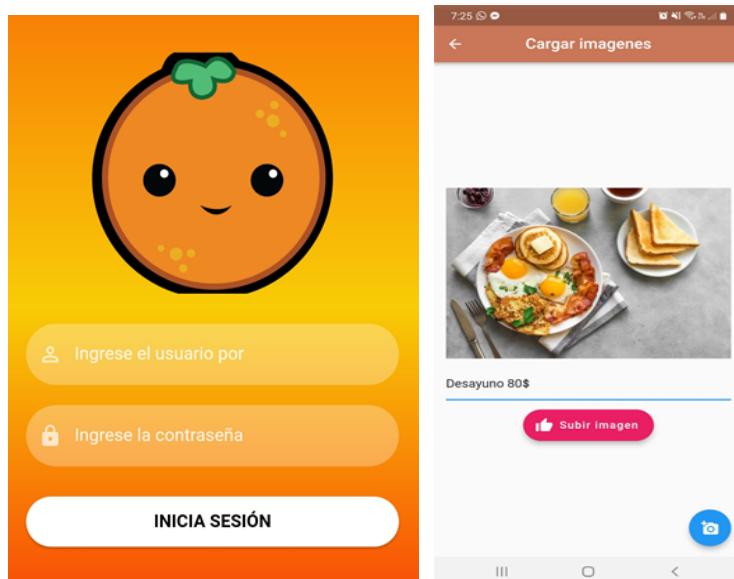 Ingrese el usuario por
Ingrese la contraseña
INICIA SESIÓN
7:25
Cargar imagenes
Desayuno 80$
Subir imagen